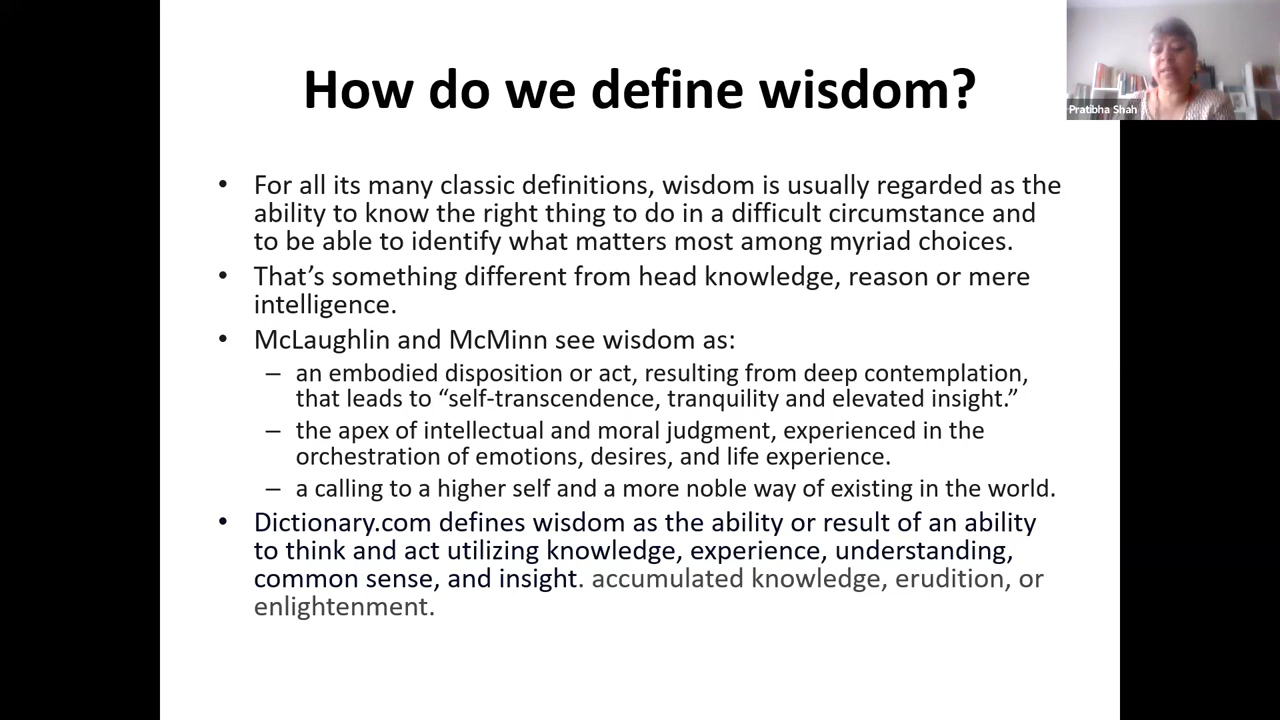 How do we define wisdom?
Pratibha Shah
• For all its many classic definitions, wisdom is usually regarded as the
ability to know the right thing to do in a difficult circumstance and
to be able to identify what matters most among myriad choices.
• That’s something different from head knowledge, reason or mere
intelligence.
• McLaughlin and McMinn see wisdom as:
– an embodied disposition or act, resulting from deep contemplation,
that leads to “self-transcendence, tranquility and elevated insight.”
– the apex of intellectual and moral judgment, experienced in the
orchestration of emotions, desires, and life experience.
– a calling to a higher self and a more noble way of existing in the world.
• Dictionary.com defines wisdom as the ability or result of an ability
to think and act utilizing knowledge, experience, understanding,
common sense, and insight. accumulated knowledge, erudition, or
enlightenment.